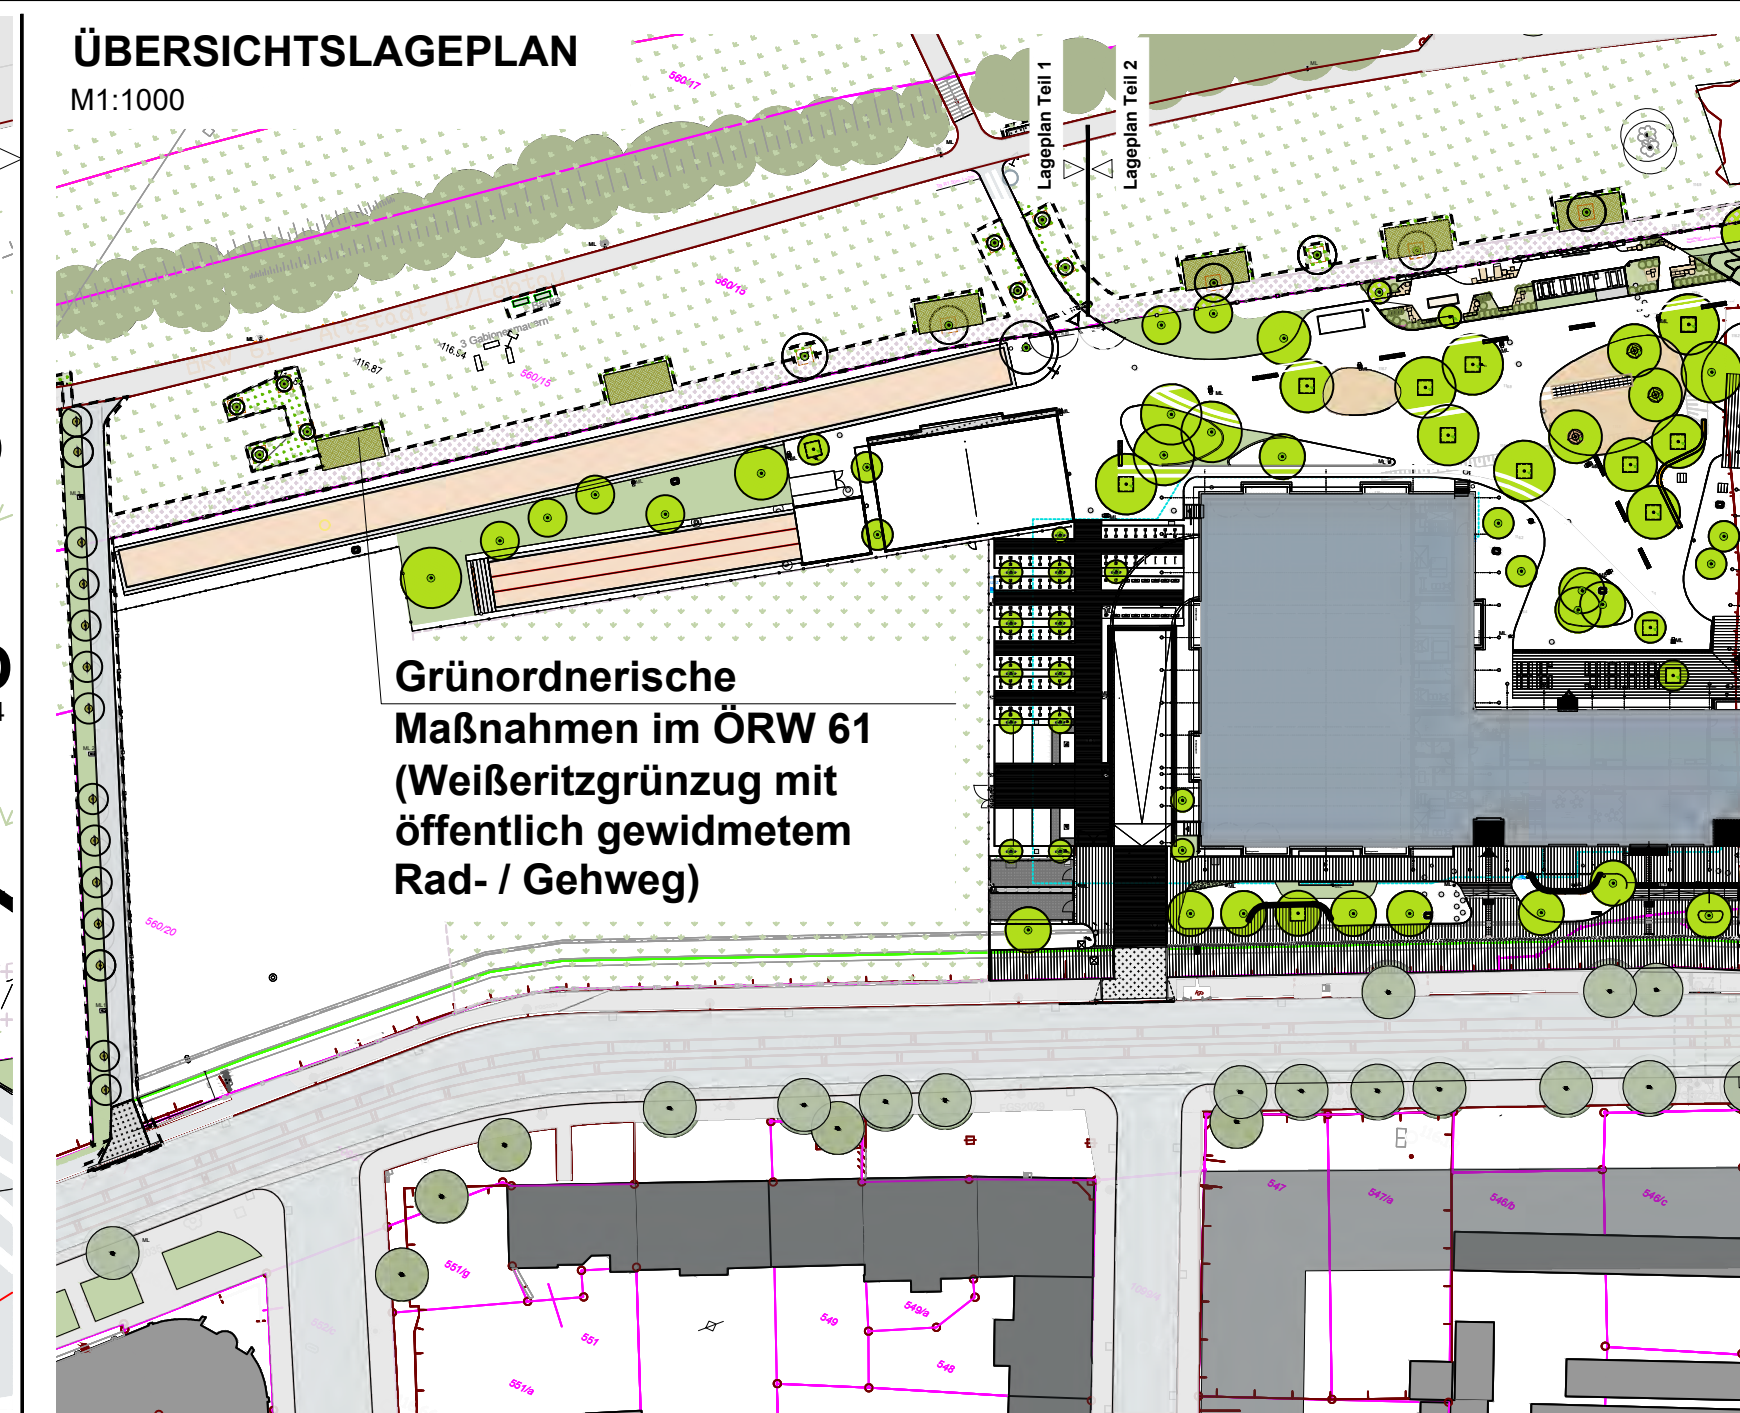 ÜBERSICHTSLAGEPLAN
M1:1000
560/17
Lageplan Teil 1
Lageplan Teil 2
560/15
3 Gabionenmauern
116.94
116.87
560/15
Grünordnerische
Maßnahmen im ÖRW 61
(Weißeritzgrünzug mit
öffentlich gewidmetem
Rad- / Gehweg)
560/20
547
547/a
546/b
546/c
551/g
551
551/a
549
549/a
548